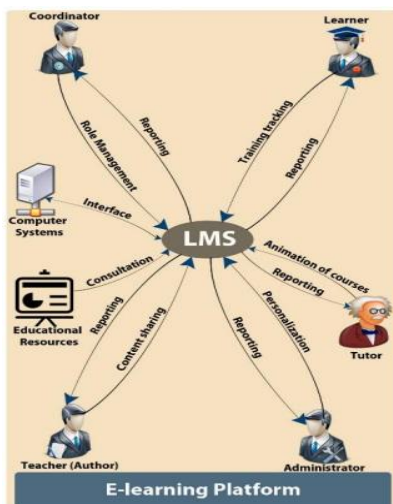 Coordinator
Learner
Role Management
Reporting
Training tracking
Reporting
Computer
Systems
Interface
LMS
Consultation
Animation of courses
Reporting
Educational
Resources
Reporting
Content sharing
Reporting
Personalization
Tutor
Teacher (Author)
Administrator
E-learning Platform